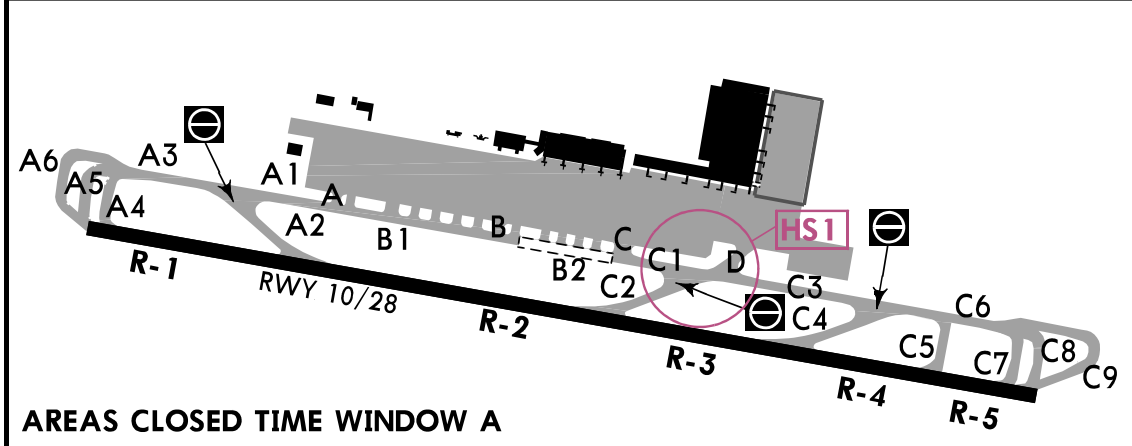 A6
A5
A4
A3
A1
A2
A
B1
B
B2
C
C1
C2
D
HS1
C3
C4
C5
C6
C7
C8
C9
R-1
RWY 10/28
R-2
R-3
R-4
R-5
AREAS CLOSED TIME WINDOW A